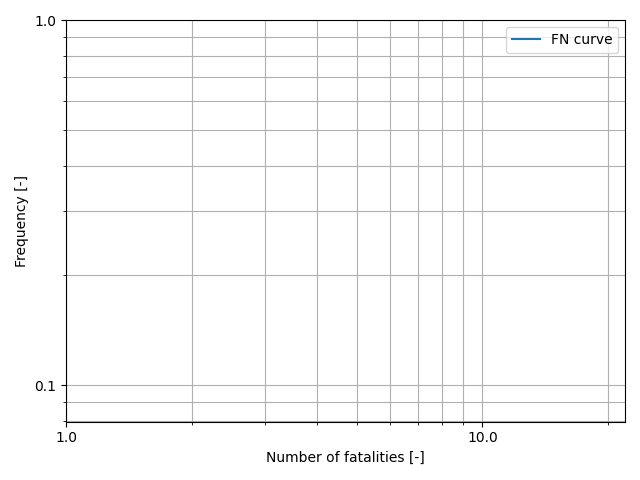 1.0
FN curve
Frequency [-]
0.1
1.0
10.0
Number of fatalities [-]